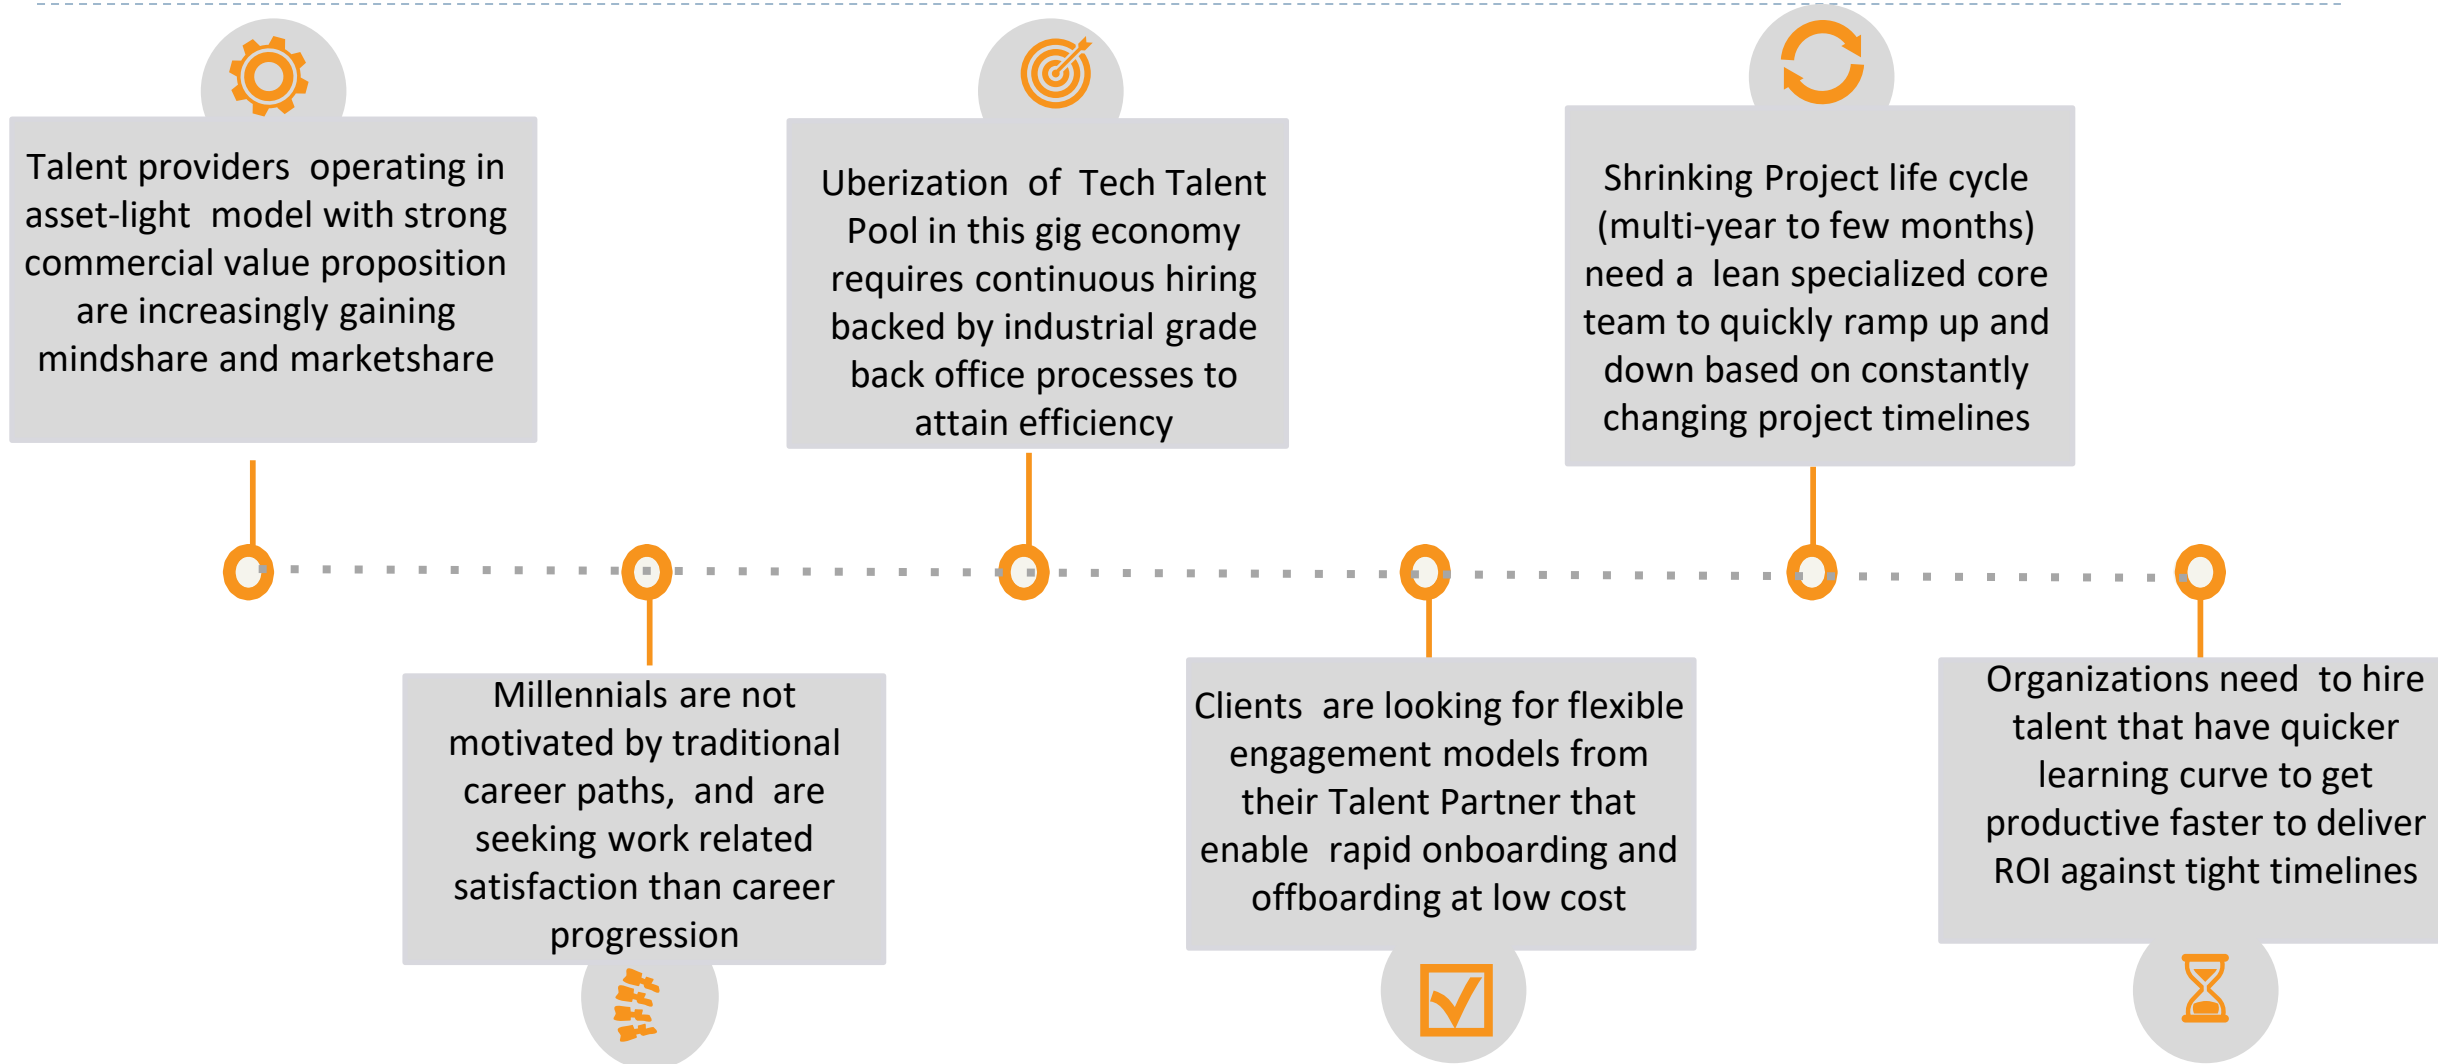 Talent providers operating in
asset-light model with strong
commercial value proposition
are increasingly gaining
mindshare and marketshare
Millennials are not
motivated by traditional
career paths, and are
seeking work related
satisfaction than career
progression
Uberization of Tech Talent
Pool in this gig economy
requires continuous hiring
backed by industrial grade
back office processes to
attain efficiency
Clients are looking for flexible
engagement models from
their Talent Partner that
enable rapid onboarding and
offboarding at low cost
Shrinking Project life cycle
(multi-year to few months)
need a lean specialized core
team to quickly ramp up and
down based on constantly
changing project timelines
Organizations need to hire
talent that have quicker
learning curve to get
productive faster to deliver
ROI against tight timelines